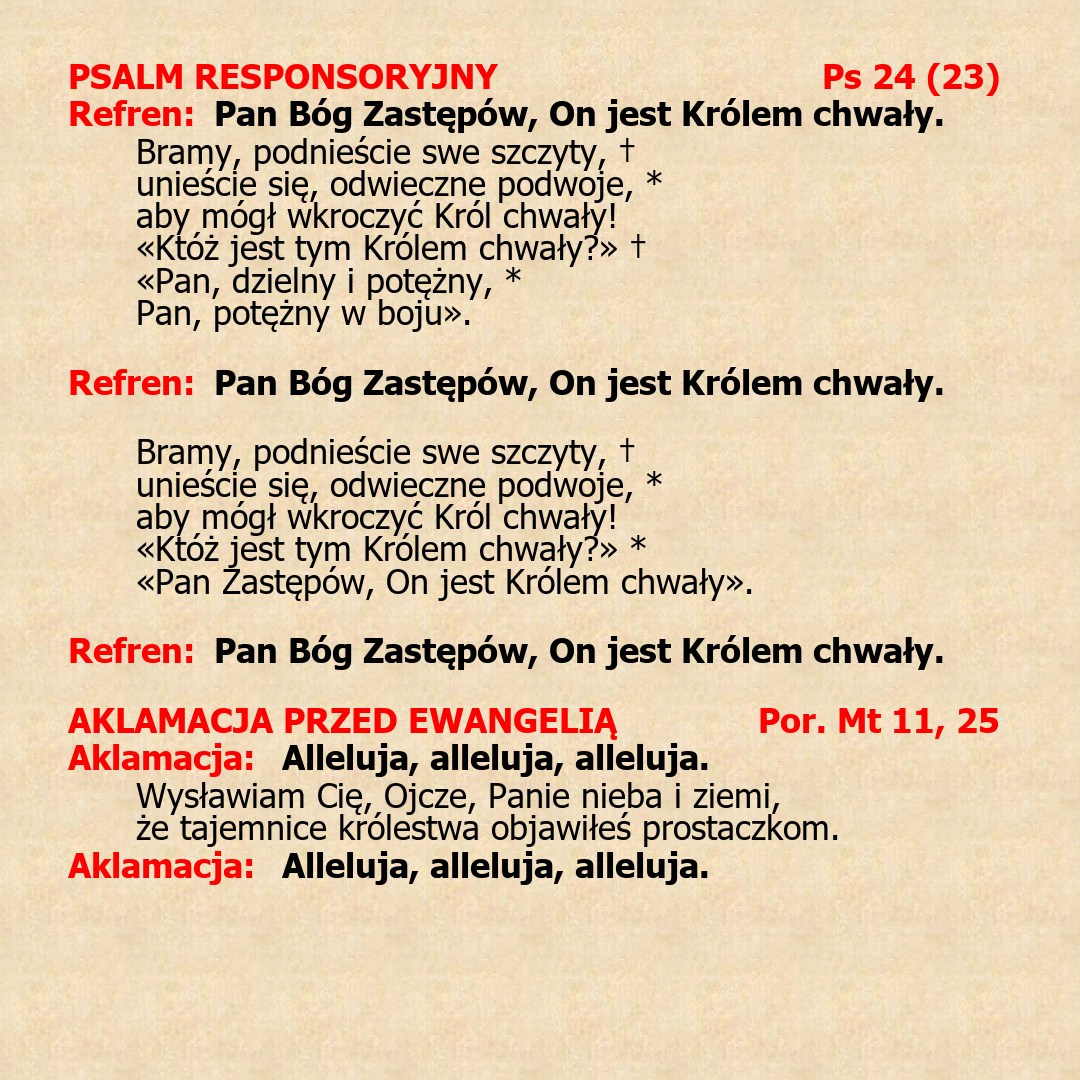 PSALM RESPONSORYJNY Ps 24 (23)
Refren: Pan Bóg Zastępów, On jest Królem chwały.
Bramy, podnieście swe szczyty, †
unieście się, odwieczne podwoje, *
aby mógł wkroczyć Król chwały!
«Któż jest tym Królem chwały?» †
«Pan, dzielny i potężny, *
Pan, potężny w boju».
Refren: Pan Bóg Zastępów, On jest Królem chwały.
Bramy, podnieście swe szczyty, †
unieście się, odwieczne podwoje, *
aby mógł wkroczyć Król chwały!
«Któż jest tym Królem chwały?» *
«Pan Zastępów, On jest Królem chwały».
Refren: Pan Bóg Zastępów, On jest Królem chwały.
AKLAMACJA PRZED EWANGELIĄ Por. Mt 11, 25
Aklamacja: Alleluja, alleluja, alleluja.
Wysławiam Cię, Ojcze, Panie nieba i ziemi,
że tajemnice królestwa objawiłeś prostaczkom.
Aklamacja: Alleluja, alleluja, alleluja.